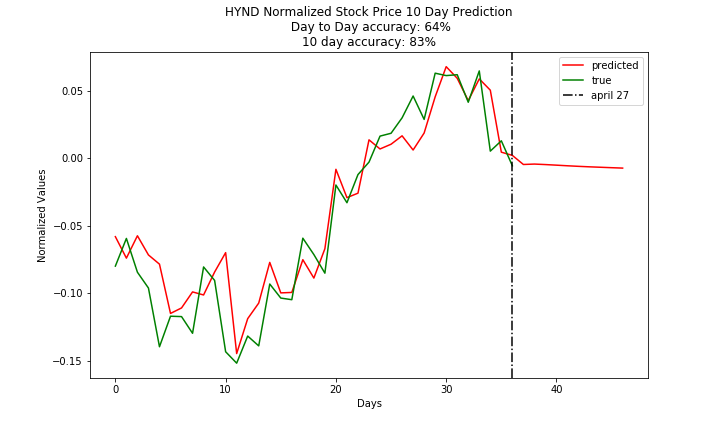 HYND Normalized Stock Price 10 Day Prediction
Day to Day accuracy: 64%
10 day accuracy: 83%
predicted
true
april 27
0.05
0.00
−0.05
−0.10
−0.15
Normalized Values
0 10 20 30 40
Days